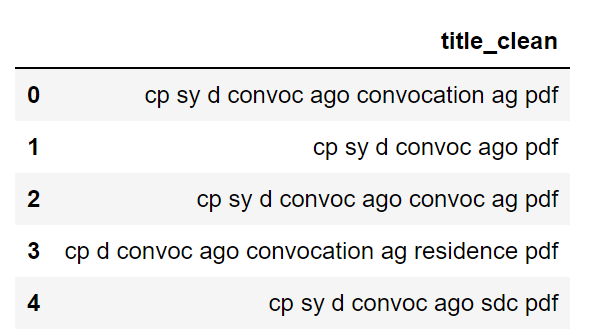 title_clean
0 cp sy d convoc ago convocation ag pdf
1 cp sy d convoc ago pdf
2 cp sy d convoc ago convoc ag pdf
3 cp d convoc ago convocation ag residence pdf
4 cp sy d convoc ago sdc pdf